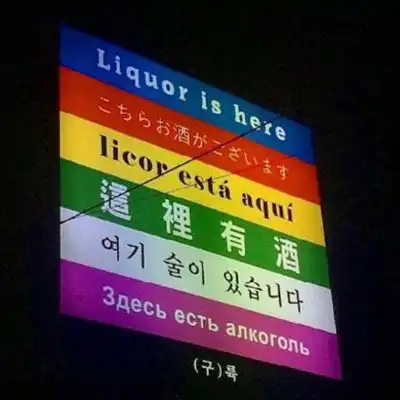 Liquor is here
こちらお酒がございます
licor está aquí
這裡有酒
여기 술이 있습니다
Здесь есть алкоголь
(구)륙